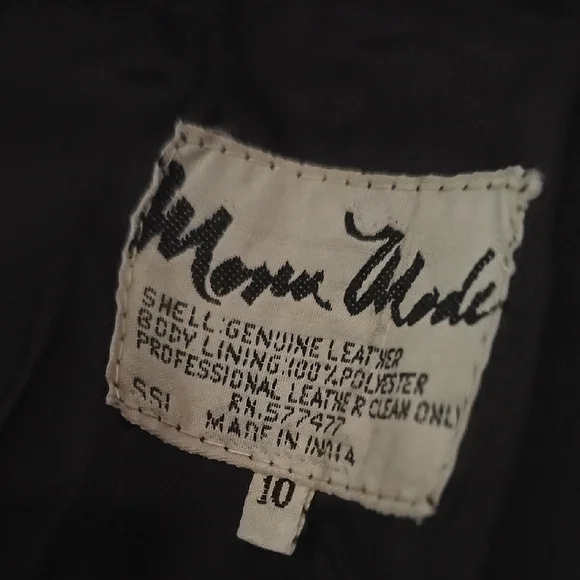 Mona Mode
SHELL: GENUINE LEATHER
BODY LINING: 100% POLYESTER
PROFESSIONAL LEATHER CLEAN ONLY
SSI RN.577477
MADE IN INDIA
10